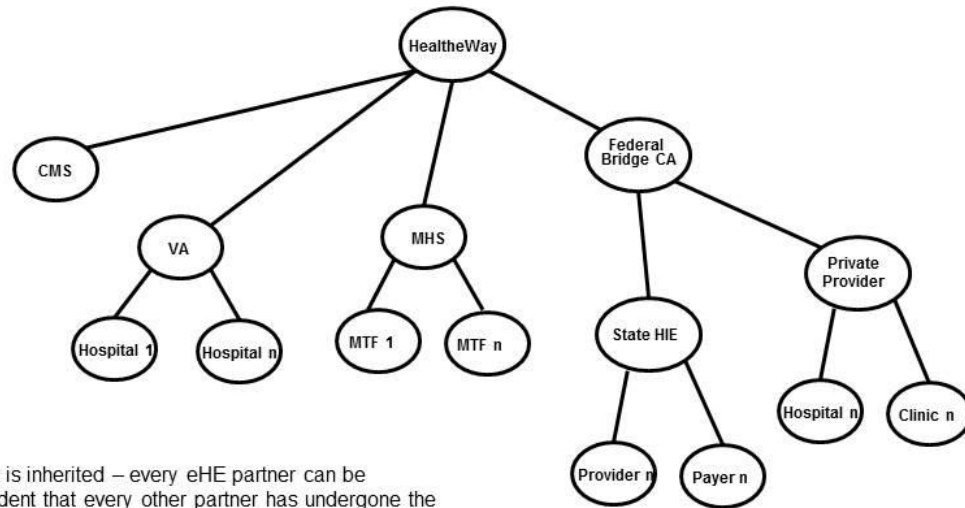 HealtheWay
CMS
Federal
Bridge CA
VA
MHS
Private
Provider
Hospital 1
Hospital n
MTF 1
MTF n
State HIE
Hospital n
Clinic n
Provider n
Payer n
is inherited – every eHE partner can be
dent that every other partner has undergone the